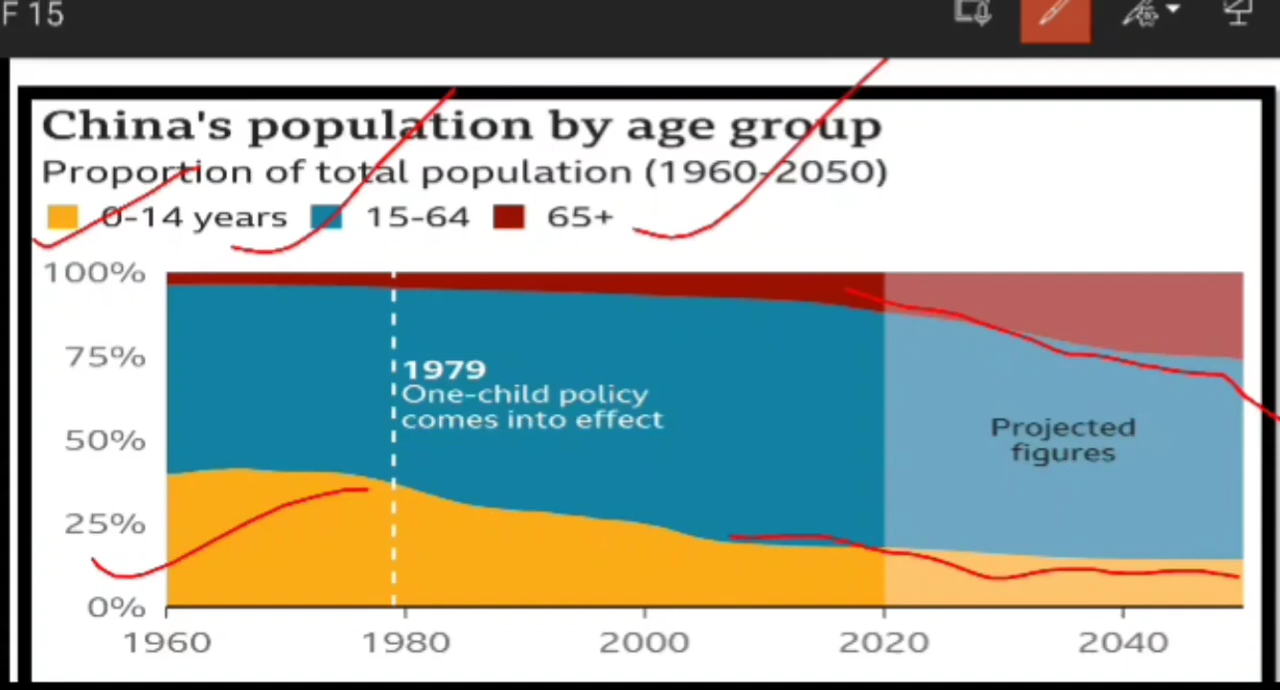 F 15
China's population by age group
Proportion of total population (1960-2050)
0-14 years 15-64 65+
100%
75%
50%
25%
0%
1979
One-child policy
comes into effect
Projected
figures
1960 1980 2000 2020 2040